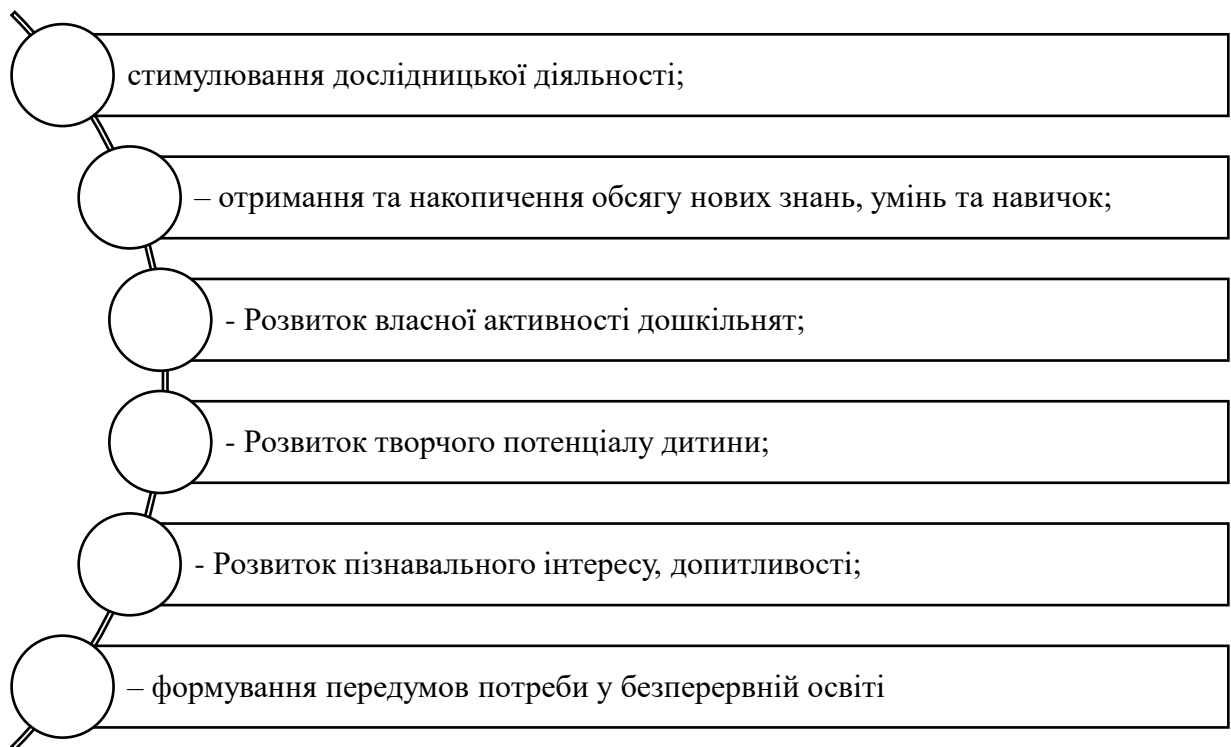 стимулювання дослідницької діяльності;
– отримання та накопичення обсягу нових знань, умінь та навичок;
- Розвиток власної активності дошкільнят;
- Розвиток творчого потенціалу дитини;
- Розвиток пізнавального інтересу, допитливості;
– формування передумов потреби у безперервній освіті